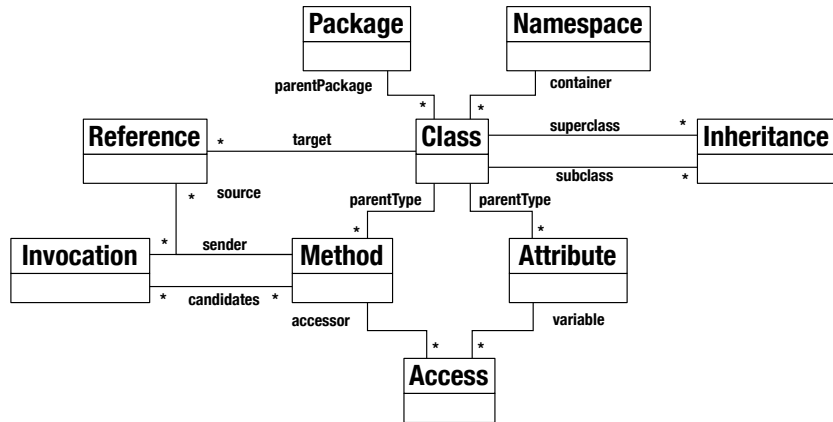 Package
Namespace
parentPackage
container
*
*
Reference
*
target
Class
superclass
*
Inheritance
subclass
*
*
source
parentType
parentType
*
*
Invocation
*
sender
Method
Attribute
*
candidates
*
accessor
variable
*
*
Access